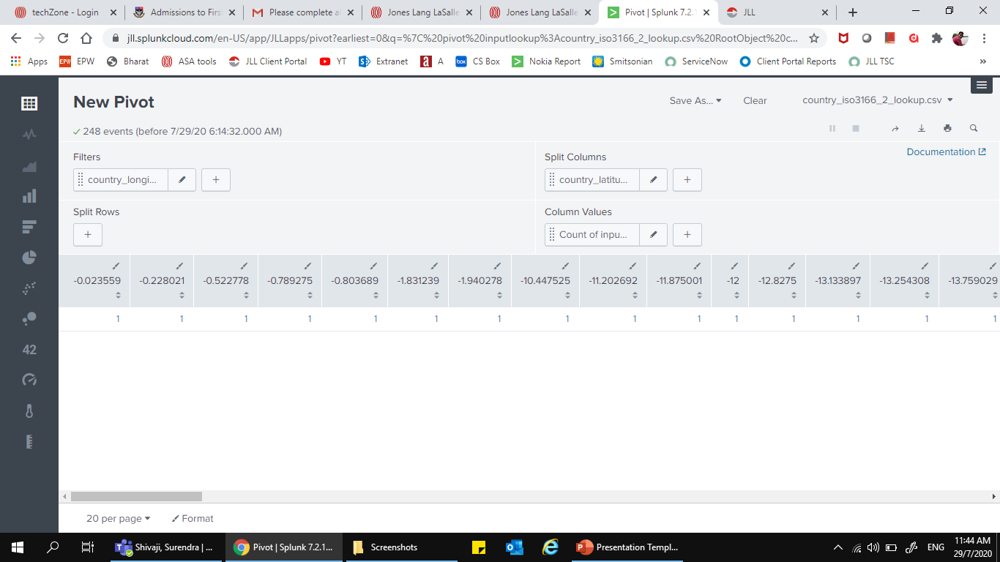 techZone - Login
Admissions to Firs
Please complete a
Jones Lang LaSalle
Jones Lang LaSalle
Pivot | Splunk 7.2.1
JLL
jll.splunkcloud.com/en-US/app/JLLapps/pivot?earliest=0&q=%7C%20pivot%20inputlookup%3Acountry_iso3166_2_lookup.csv%20RootObject%20c...
Apps
EPW
EPW
Bharat
ASA tools
JLL Client Portal
YT
Extranet
a
A
box
CS Box
Nokia Report
Smitsonian
ServiceNow
Client Portal Reports
JLL TSC
»
New Pivot
Save As...
Clear
country_iso3166_2_lookup.csv
248 events (before 7/29/20 6:14:32.000 AM)
Documentation
Filters
Split Columns
country_longi...
+
country_latitu...
+
Split Rows
Column Values
+
Count of inpu...
+
42
-0.023559 -0.228021 -0.522778 -0.789275 -0.803689 -1.831239 -1.940278 -10.447525 -11.202692 -11.875001 -12 -12.8275 -13.133897 -13.254308 -13.759029
1 1 1 1 1 1 1 1 1 1 1 1 1 1 1
20 per page
Format
Shivaji, Surendra | ...
Pivot | Splunk 7.2.1...
Screenshots
Presentation Templ...
ENG
11:44 AM
29/7/2020